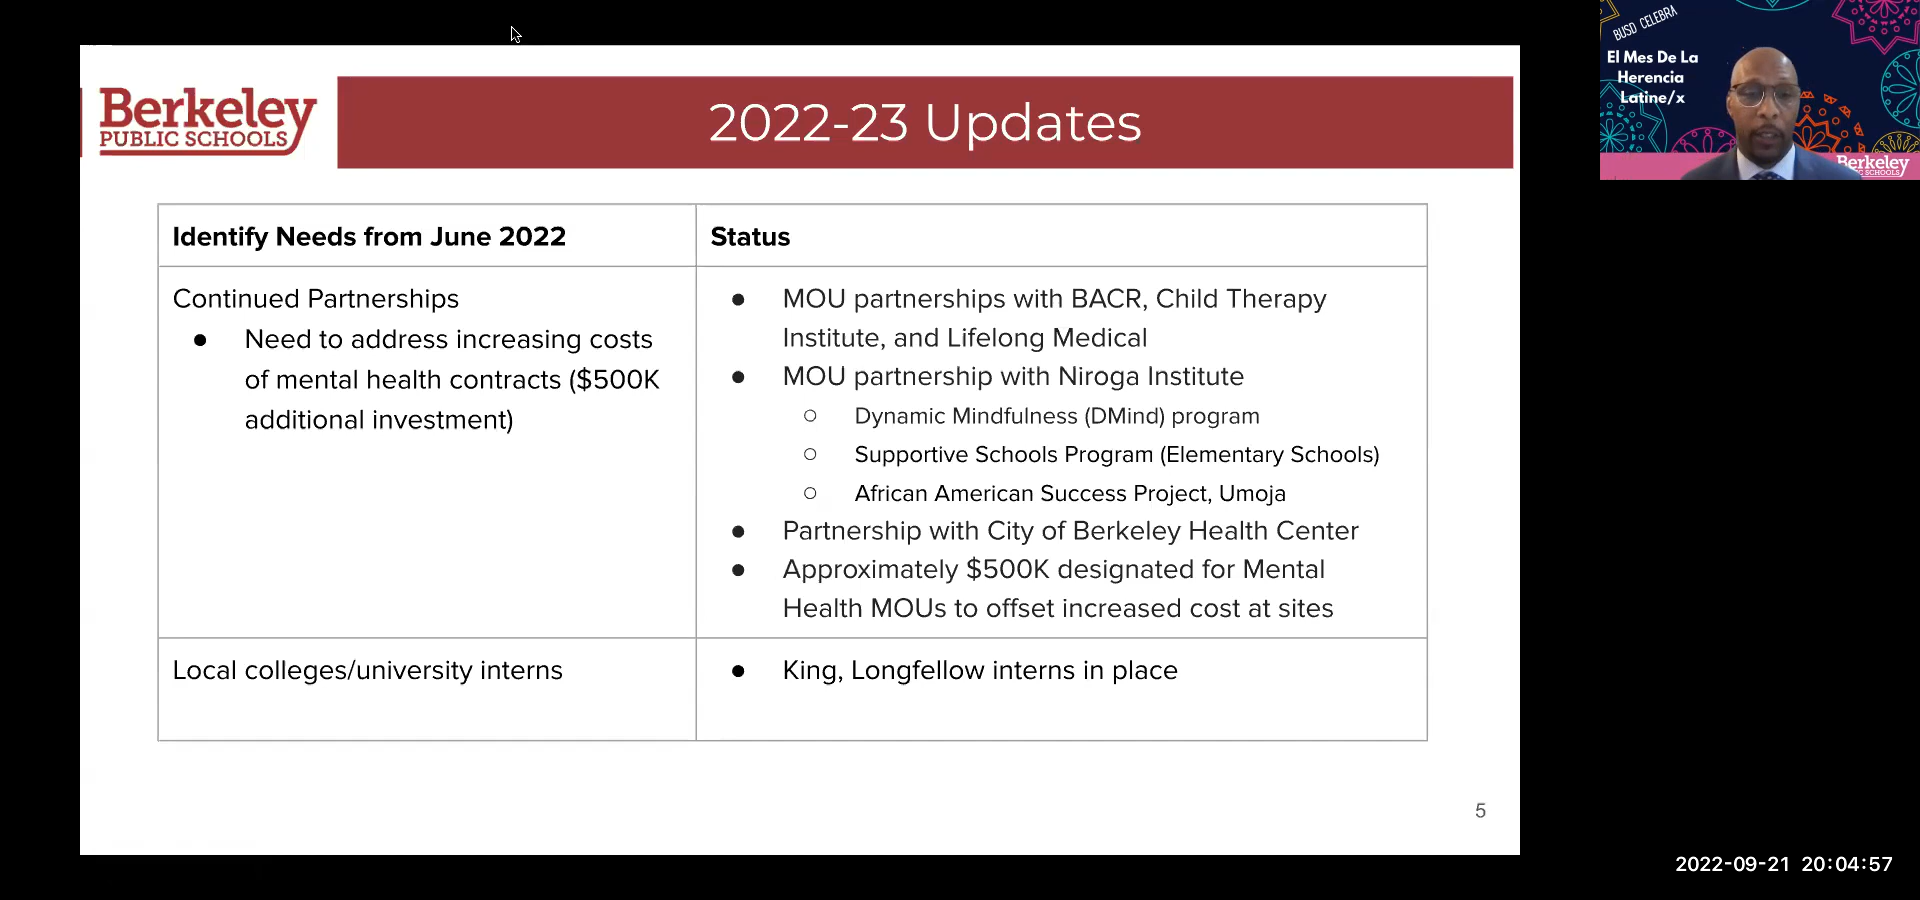 Berkeley
PUBLIC SCHOOLS
2022-23 Updates
Identify Needs from June 2022
Status
Continued Partnerships
● Need to address increasing costs
of mental health contracts ($500K
additional investment)
● MOU partnerships with BACR, Child Therapy
Institute, and Lifelong Medical
● MOU partnership with Niroga Institute
○ Dynamic Mindfulness (DMind) program
○ Supportive Schools Program (Elementary Schools)
○ African American Success Project, Umoja
● Partnership with City of Berkeley Health Center
● Approximately $500K designated for Mental
Health MOUs to offset increased cost at sites
Local colleges/university interns
● King, Longfellow interns in place
5
BUSD CELEBRA
El Mes De La
Herencia
Latine/x
Berkeley
SCHOOLS
2022-09-21 20:04:57